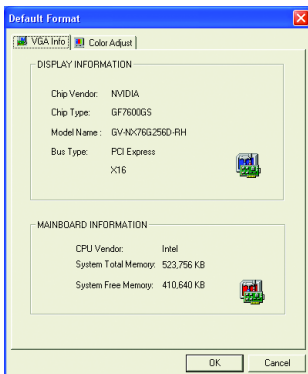 Default Format
VGA Info Color Adjust
DISPLAY INFORMATION
Chip Vendor: NVIDIA
Chip Type: GF7600GS
Model Name : GV-NX76G256D-RH
Bus Type: PCI Express
X16
MAINBOARD INFORMATION
CPU Vendor: Intel
System Total Memory: 523,756 KB
System Free Memory: 410,640 KB
OK Cancel